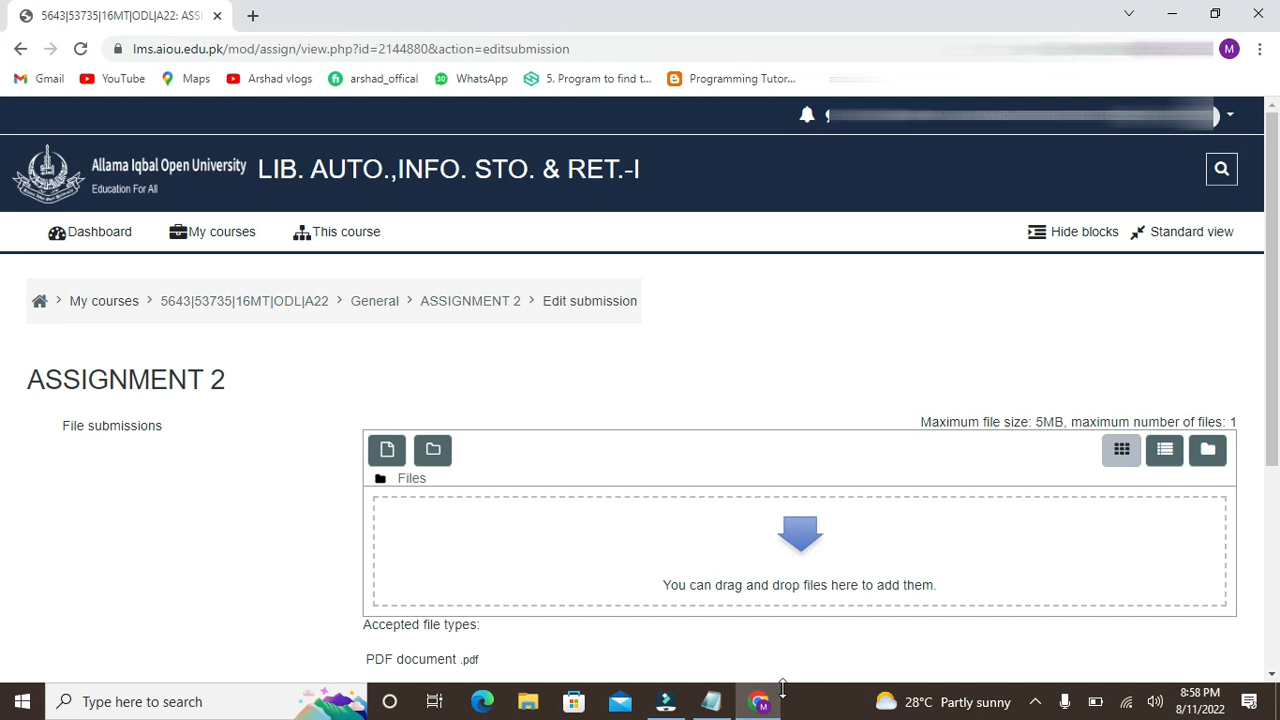 5643|53735|16MT|ODL|A22: ASS
lms.aiou.edu.pk/mod/assign/view.php?id=2144880&action=editsubmission
M
Gmail YouTube Maps Arshad vlogs arshad_offical 30 WhatsApp 5. Program to find t... Programming Tutor...
Allama Iqbal Open University
Education For All
LIB. AUTO.,INFO. STO. & RET.-I
Dashboard My courses This course Hide blocks Standard view
My courses > 5643|53735|16MT|ODL|A22 > General > ASSIGNMENT 2 > Edit submission
ASSIGNMENT 2
File submissions
Maximum file size: 5MB, maximum number of files: 1
Files
You can drag and drop files here to add them.
Accepted file types:
PDF document .pdf
Type here to search
M
28°C Partly sunny
8:58 PM
8/11/2022